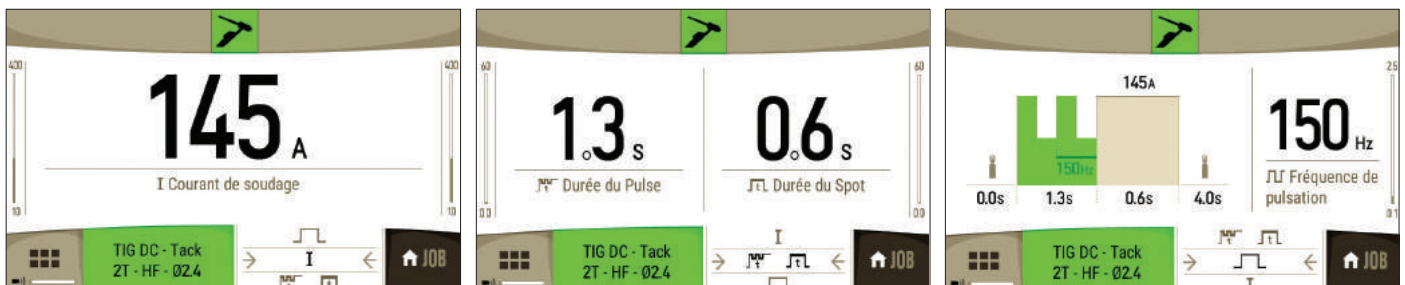 400
400
145 A
I Courant de soudage
10
10
TIG DC - Tack
2T - HF - Ø2.4
I
JOB
60
60
1.3 s
0.6 s
t Durée du Pulse
t Durée du Spot
0.0
0.0
TIG DC - Tack
2T - HF - Ø2.4
I
t t
JOB
145A
25
150 Hz
150Hz
Fréquence de
pulsation
0.0s 1.3s 0.6s 4.0s
0.1
TIG DC - Tack
2T - HF - Ø2.4
t t
I
JOB